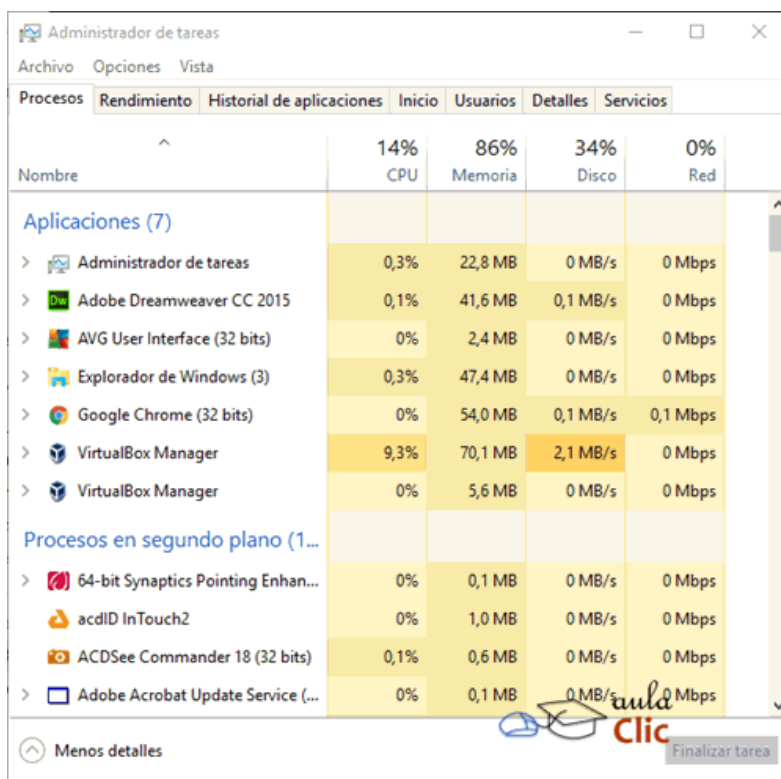 Administrador de tareas
Archivo Opciones Vista
Procesos Rendimiento Historial de aplicaciones Inicio Usuarios Detalles Servicios
14% 86% 34% 0%
Nombre CPU Memoria Disco Red
Aplicaciones (7)
Administrador de tareas 0,3% 22,8 MB 0 MB/s 0 Mbps
Dw Adobe Dreamweaver CC 2015 0,1% 41,6 MB 0,1 MB/s 0 Mbps
AVG User Interface (32 bits) 0% 2,4 MB 0 MB/s 0 Mbps
Explorador de Windows (3) 0,3% 47,4 MB 0 MB/s 0 Mbps
Google Chrome (32 bits) 0% 54,0 MB 0,1 MB/s 0,1 Mbps
VirtualBox Manager 9,3% 70,1 MB 2,1 MB/s 0 Mbps
VirtualBox Manager 0% 5,6 MB 0 MB/s 0 Mbps
Procesos en segundo plano (1...
64-bit Synaptics Pointing Enhan... 0% 0,1 MB 0 MB/s 0 Mbps
acdID InTouch2 0% 1,0 MB 0 MB/s 0 Mbps
ACDSee Commander 18 (32 bits) 0,1% 0,6 MB 0 MB/s 0 Mbps
Adobe Acrobat Update Service (... 0% 0,1 MB 0 MB/s 0 Mbps
aula
Clic
Menos detalles Finalizar tarea